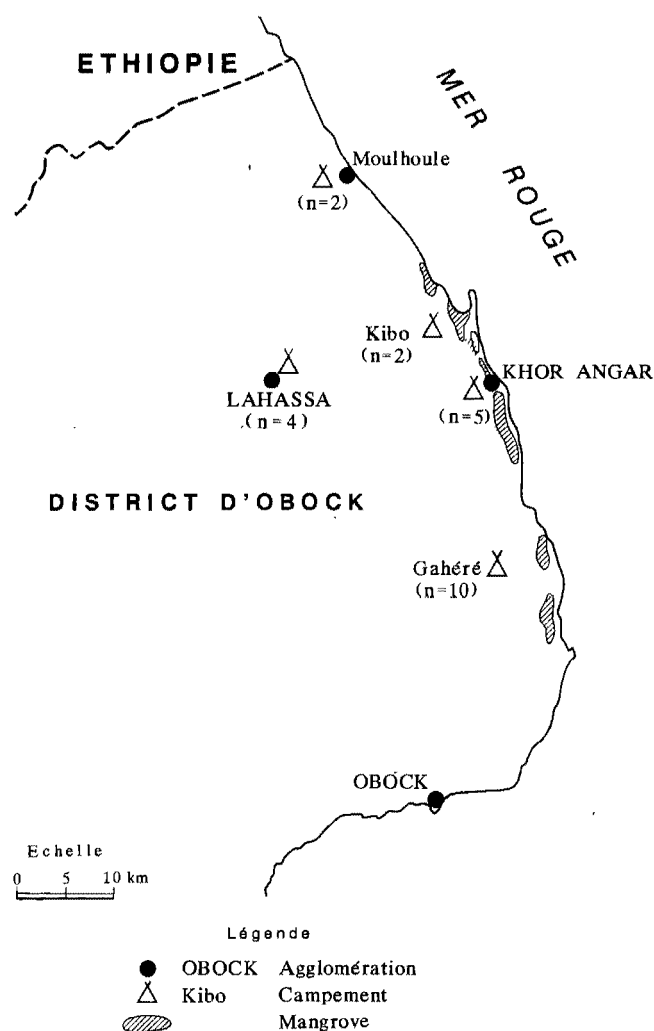 ETHIOPIE
MER ROUGE
Moulhoule
(n=2)
Kibo
(n=2)
KHOR ANGAR
(n=5)
LAHASSA
(n=4)
DISTRICT D'OBOCK
Gahéré
(n=10)
OBOCK
Echelle
0 5 10 km
Légende
OBOCK Agglomération
Kibo Campement
Mangrove